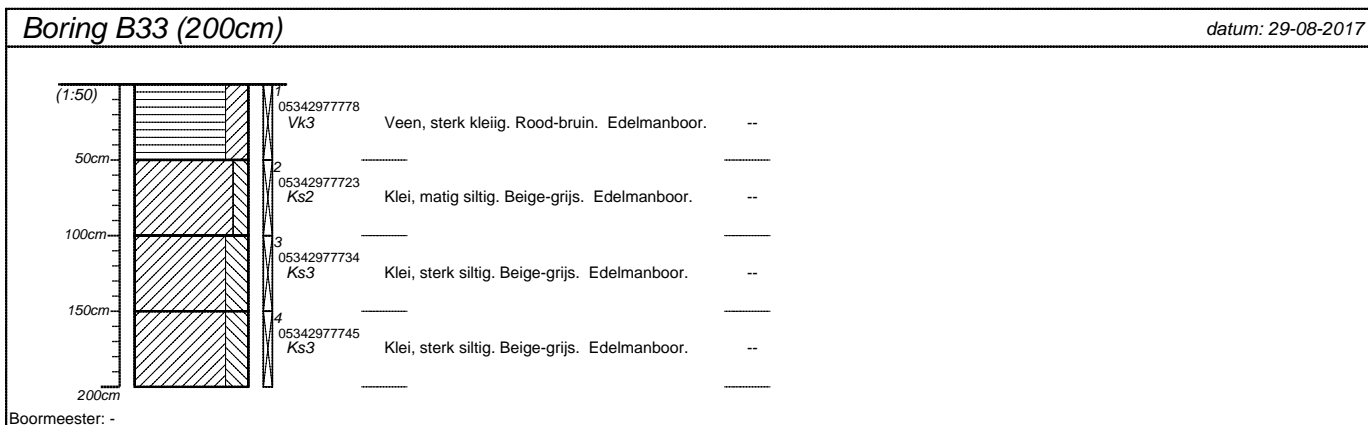 Boring B33 (200cm) datum: 29-08-2017
(1:50)
1
05342977778
Vk3 Veen, sterk kleiig. Rood-bruin. Edelmanboor. --
50cm
2
05342977723
Ks2 Klei, matig siltig. Beige-grijs. Edelmanboor. --
100cm
3
05342977734
Ks3 Klei, sterk siltig. Beige-grijs. Edelmanboor. --
150cm
4
05342977745
Ks3 Klei, sterk siltig. Beige-grijs. Edelmanboor. --
200cm
Boormeester: -